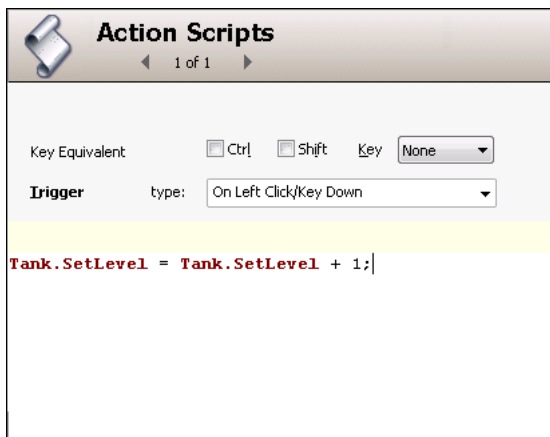 Action Scripts
1 of 1
Key Equivalent Ctrl Shift Key None
Trigger type: On Left Click/Key Down
Tank.SetLevel = Tank.SetLevel + 1;